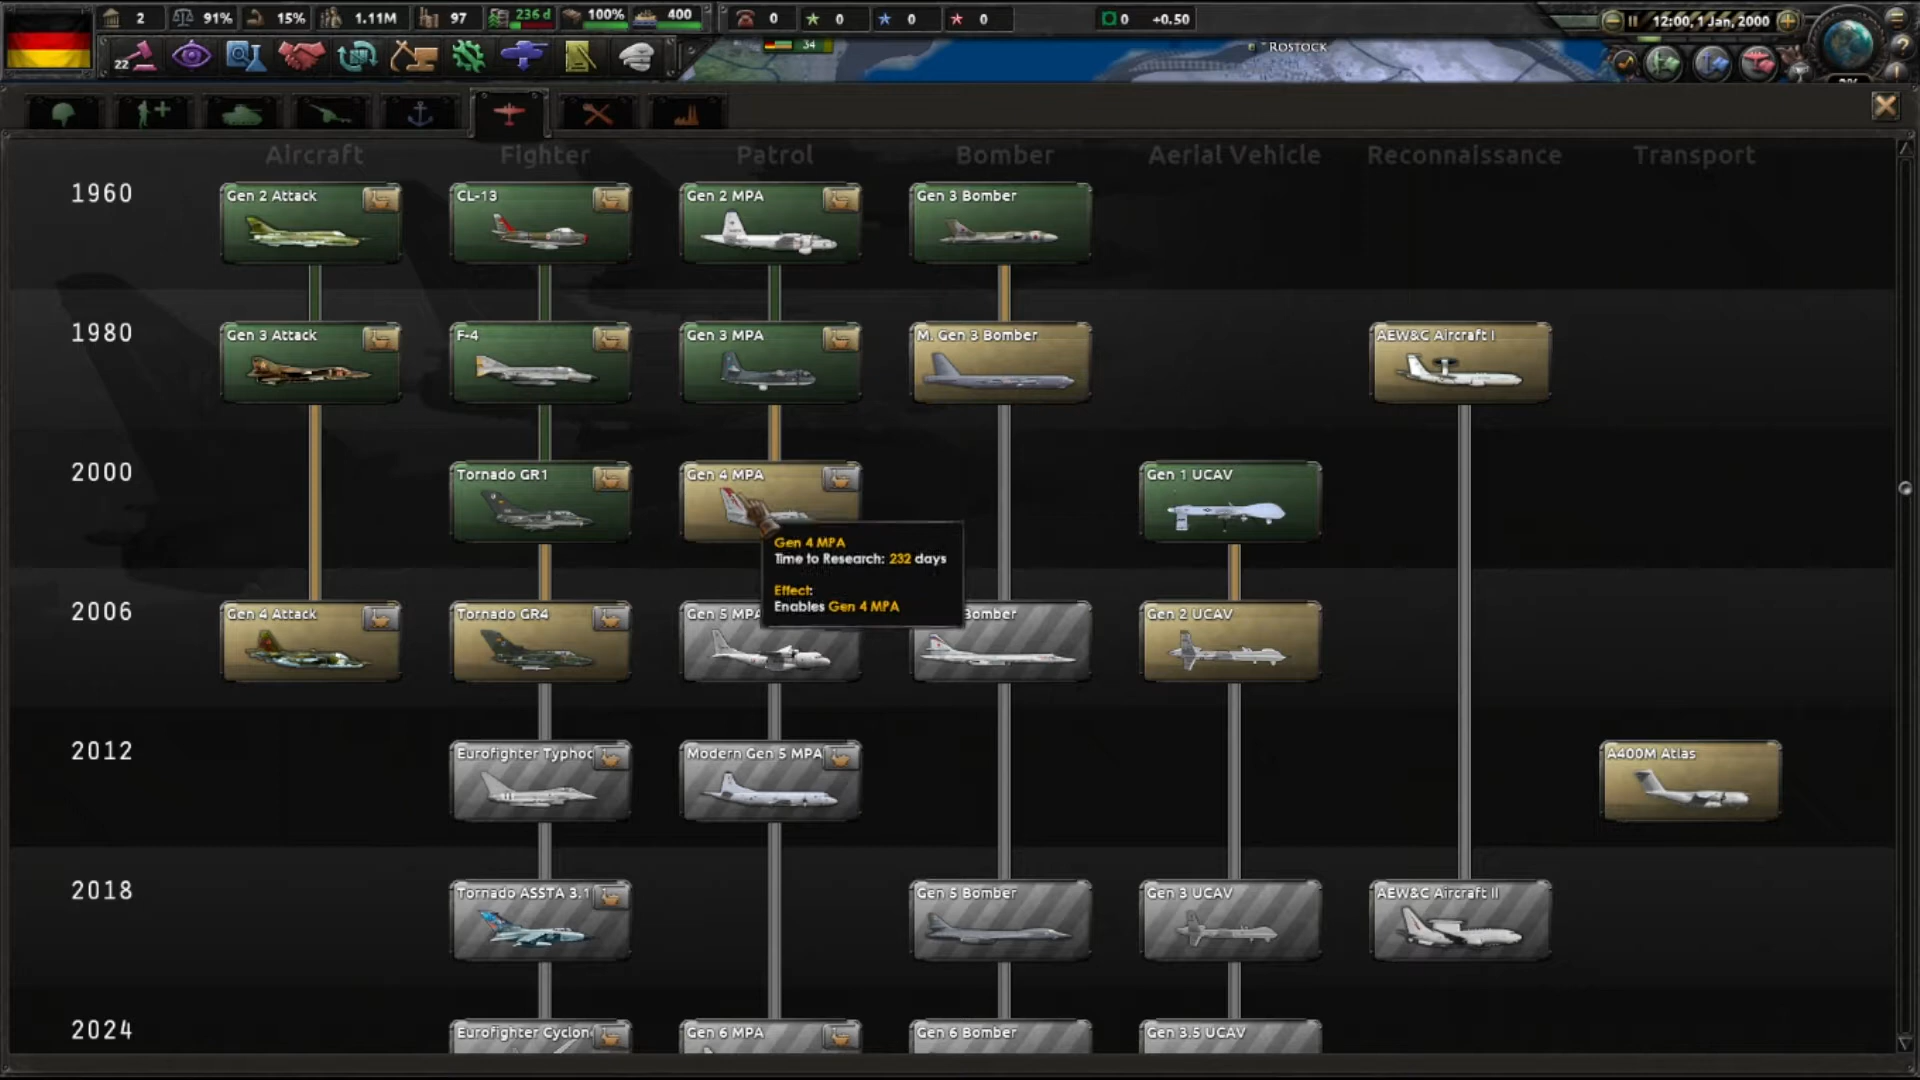 2 91% 15% 1.11M 97 236 d 100% 400 0 0 0 0 0 +0.50 12:00, 1 Jan, 2000
22 34 ROSTOCK
Aircraft Fighter Patrol Bomber Aerial Vehicle Reconnaissance Transport
1960
Gen 2 Attack CL-13 Gen 2 MPA Gen 3 Bomber
1980
Gen 3 Attack F-4 Gen 3 MPA M. Gen 3 Bomber AEW&C Aircraft I
2000
Tornado GR1 Gen 4 MPA Gen 1 UCAV
Gen 4 MPA
Time to Research: 232 days
Effect:
Enables Gen 4 MPA
2006
Gen 4 Attack Tornado GR4 Gen 5 MPA Bomber Gen 2 UCAV
2012
Eurofighter Typhoo Modern Gen 5 MPA A400M Atlas
2018
Tornado ASSTA 3.1 Gen 5 Bomber Gen 3 UCAV AEW&C Aircraft II
2024
Eurofighter Cyclon Gen 6 MPA Gen 6 Bomber Gen 3.5 UCAV